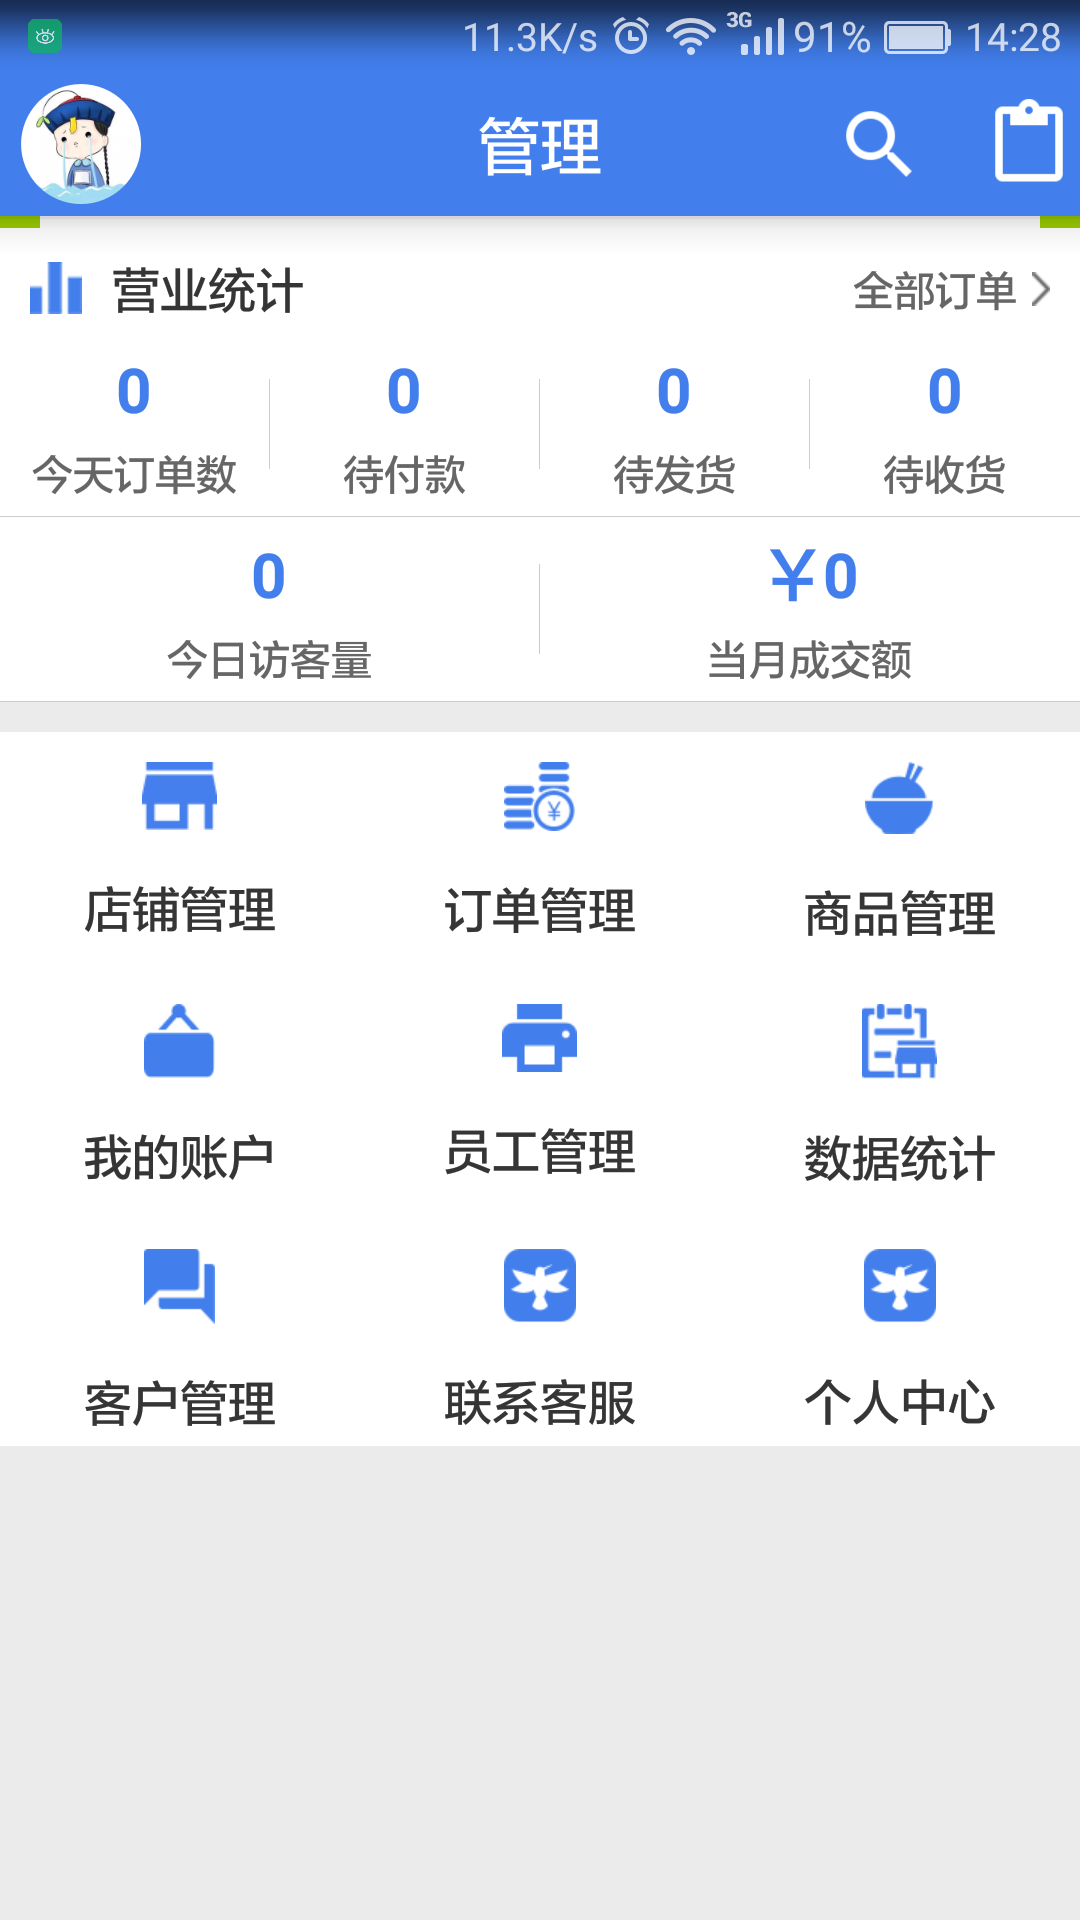 11.3K/s 3G 91% 14:28
管理
营业统计 全部订单
0 0 0 0
今天订单数 待付款 待发货 待收货
0 ￥0
今日访客量 当月成交额
店铺管理 订单管理 商品管理
我的账户 员工管理 数据统计
客户管理 联系客服 个人中心